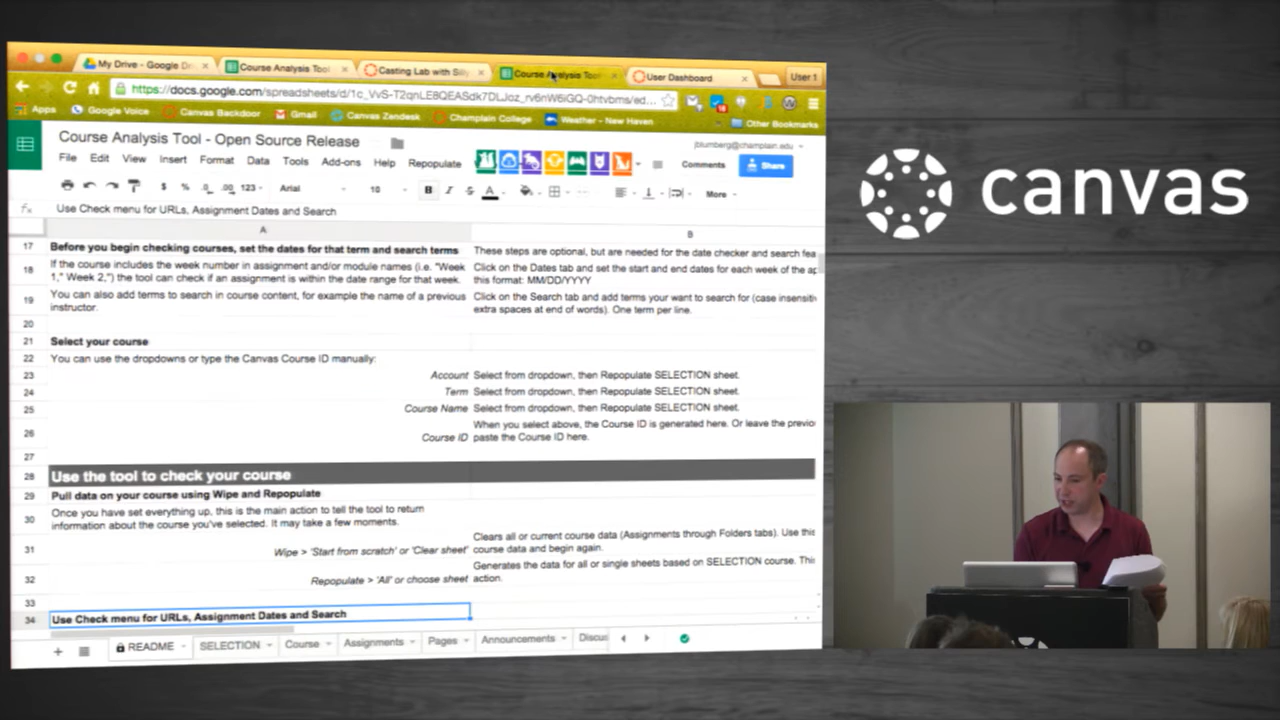 My Drive - Google Dr
Course Analysis Tool
Casting Lab with Silly
Course Analysis Tool
User Dashboard
User 1
Apps
Google Voice
Canvas Backdoor
Gmail
Canvas Zendesk
Champlain College
Weather - New Haven
Other Bookmarks
Course Analysis Tool - Open Source Release
jblumberg@champlain.edu
File Edit View Insert Format Data Tools Add-ons Help Repopulate
Comments
Share
$ % .0 .00 123
Arial
10
B I S A
More
fx Use Check menu for URLs, Assignment Dates and Search
A B
17 Before you begin checking courses, set the dates for that term and search terms These steps are optional, but are needed for the date checker and search fea
18 If the course includes the week number in assignment and/or module names (i.e. "Week Click on the Dates tab and set the start and end dates for each week of the ap
1," Week 2,") the tool can check if an assignment is within the date range for that week. this format: MM/DD/YYYY
19 You can also add terms to search in course content, for example the name of a previous Click on the Search tab and add terms your want to search for (case insensitiv
instructor. extra spaces at end of words). One term per line.
20
21 Select your course
22 You can use the dropdowns or type the Canvas Course ID manually:
23 Account Select from dropdown, then Repopulate SELECTION sheet.
24 Term Select from dropdown, then Repopulate SELECTION sheet.
25 Course Name Select from dropdown, then Repopulate SELECTION sheet.
26 Course ID When you select above, the Course ID is generated here. Or leave the previo
paste the Course ID here.
27
28 Use the tool to check your course
29 Pull data on your course using Wipe and Repopulate
30 Once you have set everything up, this is the main action to tell the tool to return
information about the course you've selected. It may take a few moments.
31 Wipe > 'Start from scratch' or 'Clear sheet' Clears all or current course data (Assignments through Folders tabs). Use this
course data and begin again.
32 Repopulate > 'All' or choose sheet Generates the data for all or single sheets based on SELECTION course. This
action.
33
34 Use Check menu for URLs, Assignment Dates and Search
README SELECTION Course Assignments Pages Announcements Discus
canvas